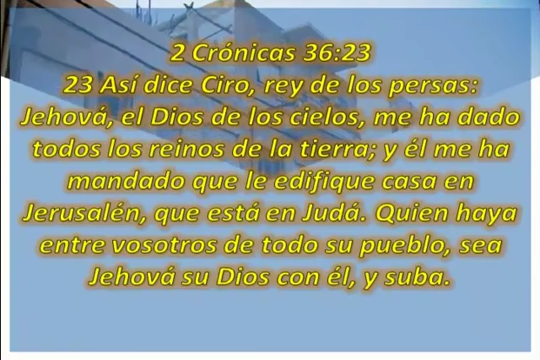 2 Crónicas 36:23
23 Así dice Ciro, rey de los persas:
Jehová, el Dios de los cielos, me ha dado
todos los reinos de la tierra; y él me ha
mandado que le edifique casa en
Jerusalén, que está en Judá. Quien haya
entre vosotros de todo su pueblo, sea
Jehová su Dios con él, y suba.